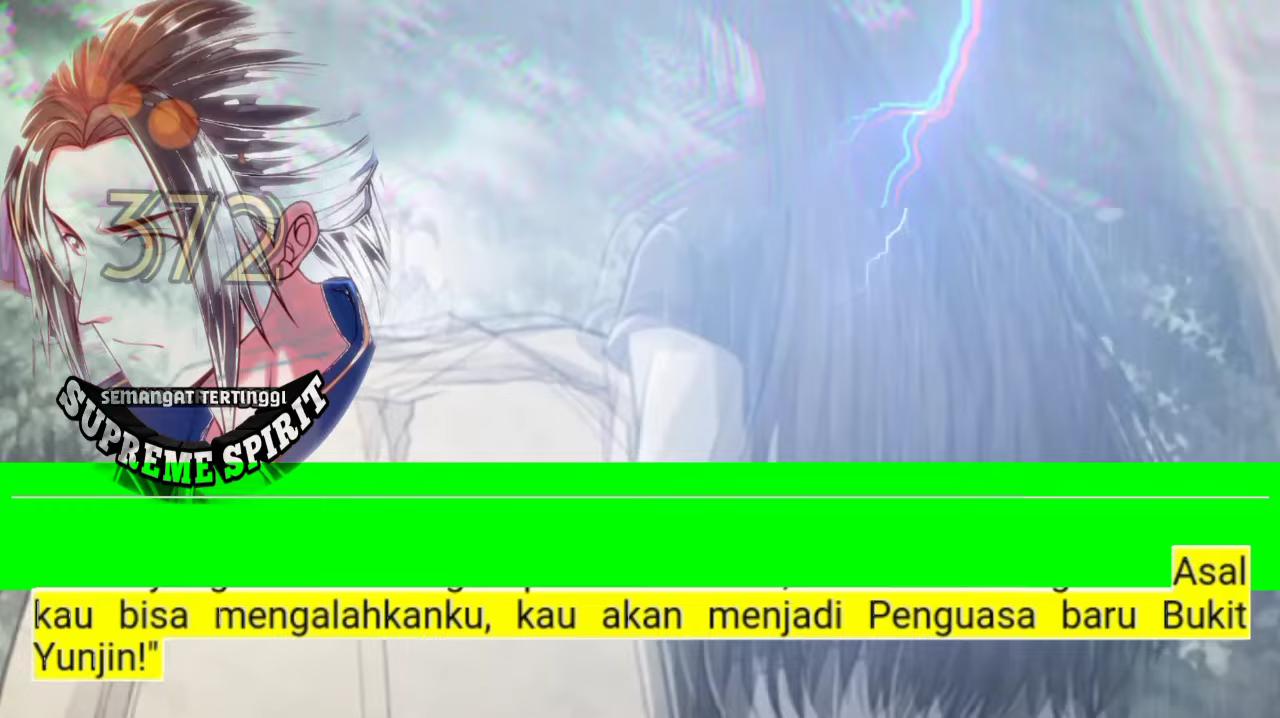 372
SEMANGAT TERTINGGI
SUPREME SPIRIT
Asal
kau bisa mengalahkanku, kau akan menjadi Penguasa baru Bukit
Yunjin!"